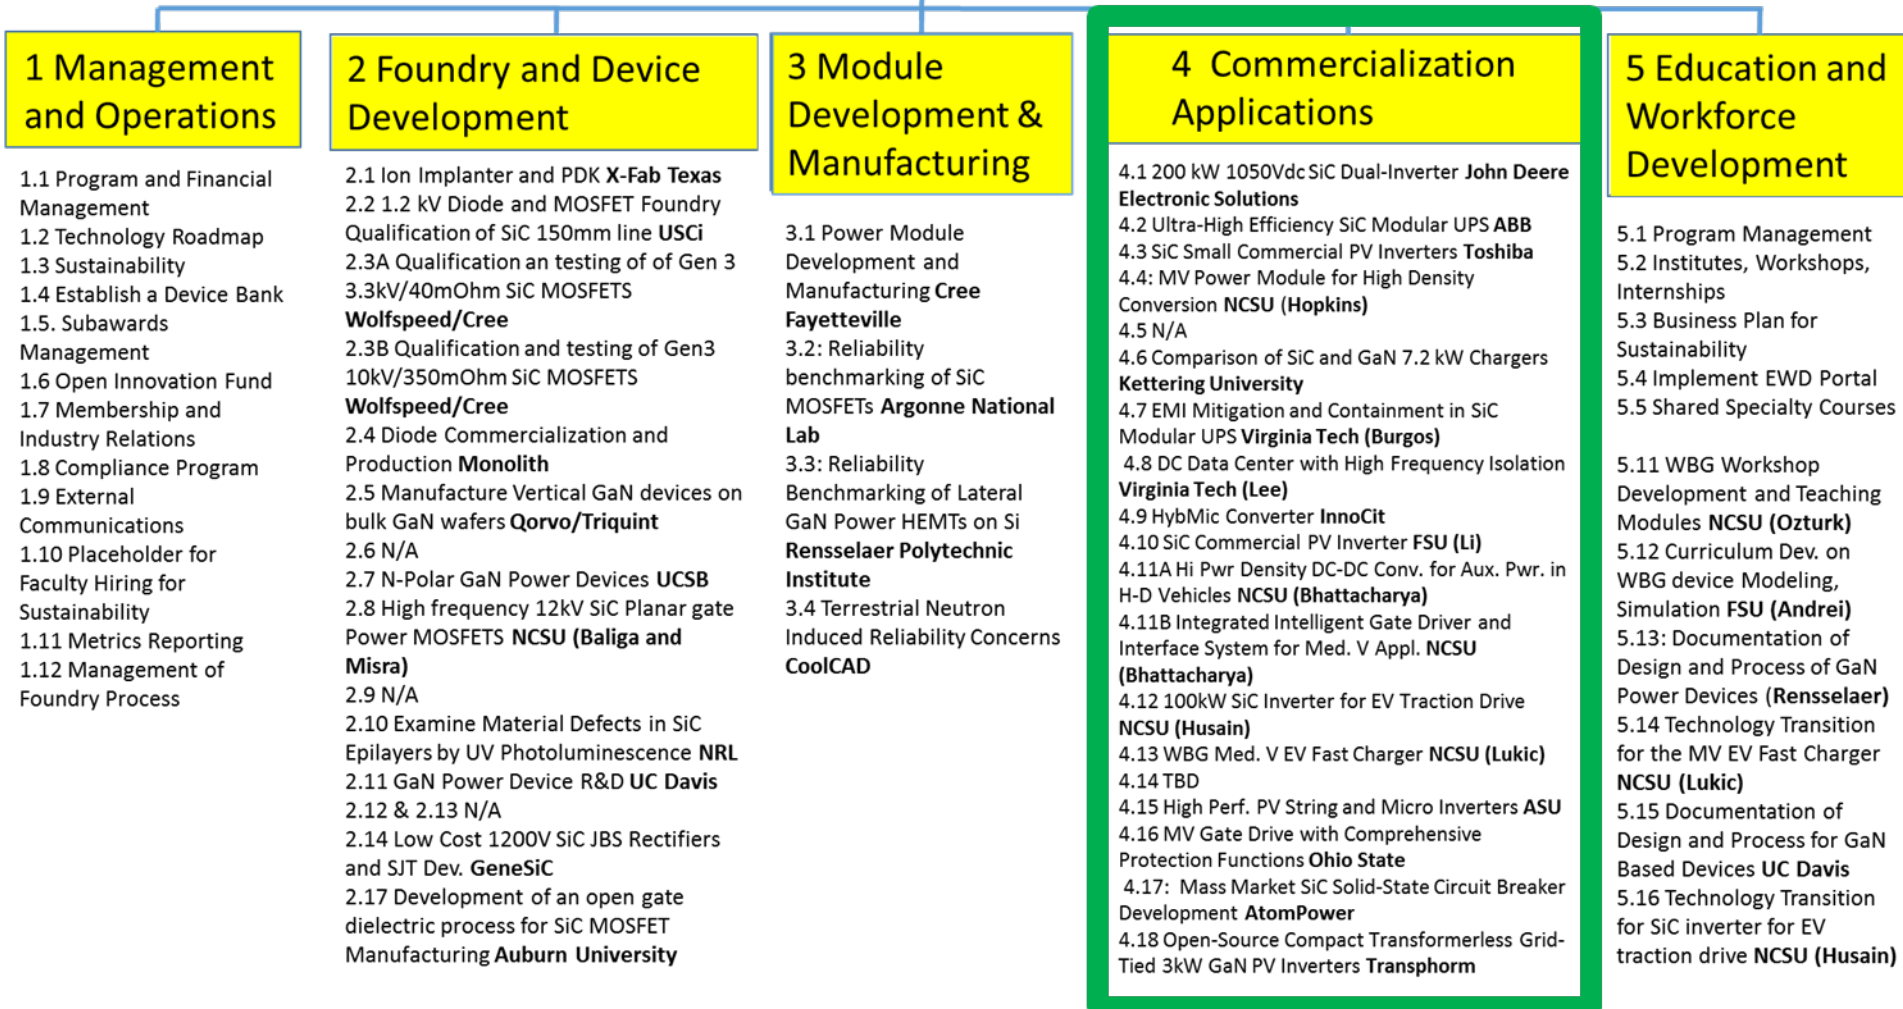 1 Management
and Operations
1.1 Program and Financial
Management
1.2 Technology Roadmap
1.3 Sustainability
1.4 Establish a Device Bank
1.5. Subawards
Management
1.6 Open Innovation Fund
1.7 Membership and
Industry Relations
1.8 Compliance Program
1.9 External
Communications
1.10 Placeholder for
Faculty Hiring for
Sustainability
1.11 Metrics Reporting
1.12 Management of
Foundry Process
2 Foundry and Device
Development
2.1 Ion Implanter and PDK X-Fab Texas
2.2 1.2 kV Diode and MOSFET Foundry
Qualification of SiC 150mm line USCi
2.3A Qualification an testing of of Gen 3
3.3kV/40mOhm SiC MOSFETS
Wolfspeed/Cree
2.3B Qualification and testing of Gen3
10kV/350mOhm SiC MOSFETS
Wolfspeed/Cree
2.4 Diode Commercialization and
Production Monolith
2.5 Manufacture Vertical GaN devices on
bulk GaN wafers Qorvo/Triquint
2.6 N/A
2.7 N-Polar GaN Power Devices UCSB
2.8 High frequency 12kV SiC Planar gate
Power MOSFETS NCSU (Baliga and
Misra)
2.9 N/A
2.10 Examine Material Defects in SiC
Epilayers by UV Photoluminescence NRL
2.11 GaN Power Device R&D UC Davis
2.12 & 2.13 N/A
2.14 Low Cost 1200V SiC JBS Rectifiers
and SJT Dev. GeneSiC
2.17 Development of an open gate
dielectric process for SiC MOSFET
Manufacturing Auburn University
3 Module
Development &
Manufacturing
3.1 Power Module
Development and
Manufacturing Cree
Fayetteville
3.2: Reliability
benchmarking of SiC
MOSFETs Argonne National
Lab
3.3: Reliability
Benchmarking of Lateral
GaN Power HEMTs on Si
Rensselaer Polytechnic
Institute
3.4 Terrestrial Neutron
Induced Reliability Concerns
CoolCAD
4 Commercialization
Applications
4.1 200 kW 1050Vdc SiC Dual-Inverter John Deere
Electronic Solutions
4.2 Ultra-High Efficiency SiC Modular UPS ABB
4.3 SiC Small Commercial PV Inverters Toshiba
4.4: MV Power Module for High Density
Conversion NCSU (Hopkins)
4.5 N/A
4.6 Comparison of SiC and GaN 7.2 kW Chargers
Kettering University
4.7 EMI Mitigation and Containment in SiC
Modular UPS Virginia Tech (Burgos)
4.8 DC Data Center with High Frequency Isolation
Virginia Tech (Lee)
4.9 HybMic Converter InnoCit
4.10 SiC Commercial PV Inverter FSU (Li)
4.11A Hi Pwr Density DC-DC Conv. for Aux. Pwr. in
H-D Vehicles NCSU (Bhattacharya)
4.11B Integrated Intelligent Gate Driver and
Interface System for Med. V Appl. NCSU
(Bhattacharya)
4.12 100kW SiC Inverter for EV Traction Drive
NCSU (Husain)
4.13 WBG Med. V EV Fast Charger NCSU (Lukic)
4.14 TBD
4.15 High Perf. PV String and Micro Inverters ASU
4.16 MV Gate Drive with Comprehensive
Protection Functions Ohio State
4.17: Mass Market SiC Solid-State Circuit Breaker
Development AtomPower
4.18 Open-Source Compact Transformerless Grid-
Tied 3kW GaN PV Inverters Transphorm
5 Education and
Workforce
Development
5.1 Program Management
5.2 Institutes, Workshops,
Internships
5.3 Business Plan for
Sustainability
5.4 Implement EWD Portal
5.5 Shared Specialty Courses
5.11 WBG Workshop
Development and Teaching
Modules NCSU (Ozturk)
5.12 Curriculum Dev. on
WBG device Modeling,
Simulation FSU (Andrei)
5.13: Documentation of
Design and Process of GaN
Power Devices (Rensselaer)
5.14 Technology Transition
for the MV EV Fast Charger
NCSU (Lukic)
5.15 Documentation of
Design and Process for GaN
Based Devices UC Davis
5.16 Technology Transition
for SiC inverter for EV
traction drive NCSU (Husain)